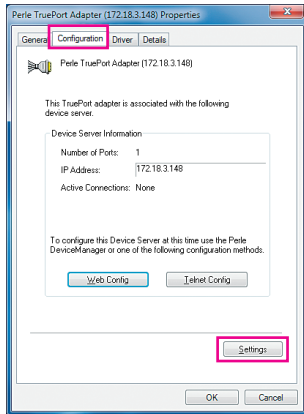 Perle TruePort Adapter (172.18.3.148) Properties
General Configuration Driver Details
Perle TruePort Adapter (172.18.3.148)
This TruePort adapter is associated with the following
device server.
Device Server Information
Number of Ports: 1
IP Address: 172.18.3.148
Active Connections: None
To configure this Device Server at this time use the Perle
DeviceManager or one of the following configuration methods.
Web Config Telnet Config
Settings
OK Cancel